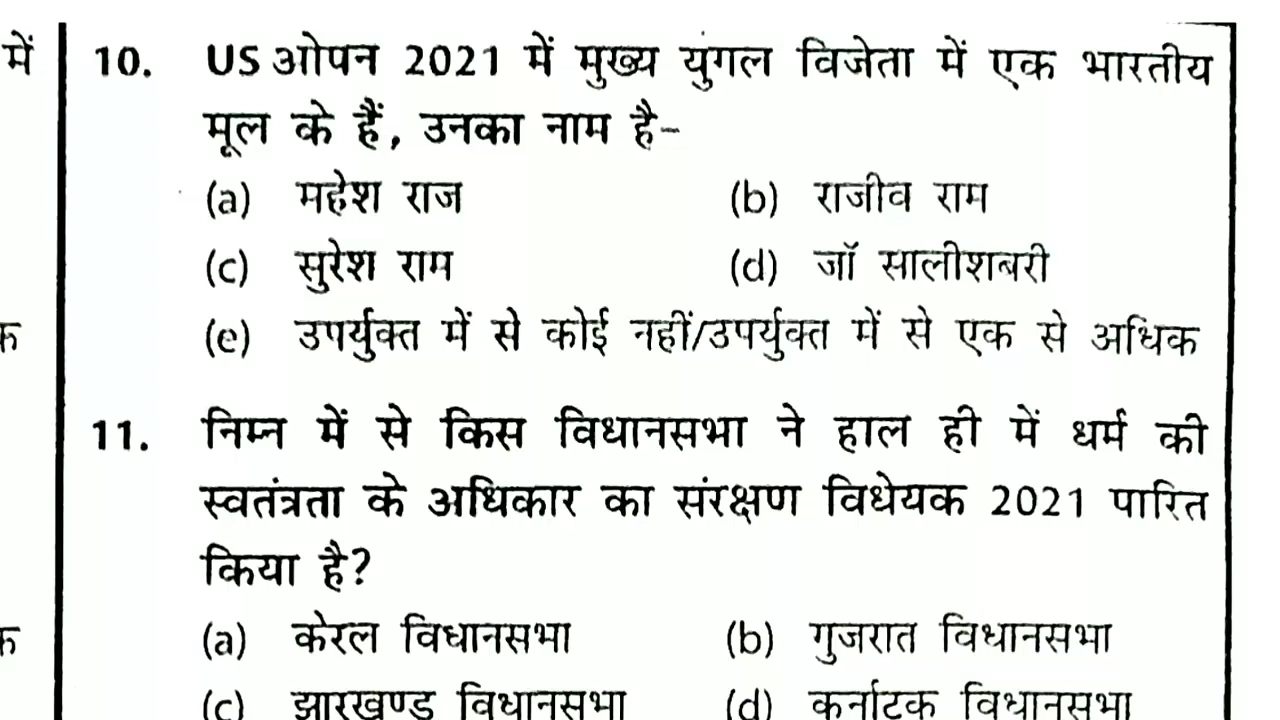 में
10. US ओपन 2021 में मुख्य युगल विजेता में एक भारतीय
मूल के हैं, उनका नाम है-
(a) महेश राज (b) राजीव राम
(c) सुरेश राम (d) जॉ सालीशबरी
(e) उपर्युक्त में से कोई नहीं/उपर्युक्त में से एक से अधिक
11. निम्न में से किस विधानसभा ने हाल ही में धर्म की
स्वतंत्रता के अधिकार का संरक्षण विधेयक 2021 पारित
किया है?
(a) केरल विधानसभा (b) गुजरात विधानसभा
(c) झारखण्ड विधानसभा (d) कर्नाटक विधानसभा